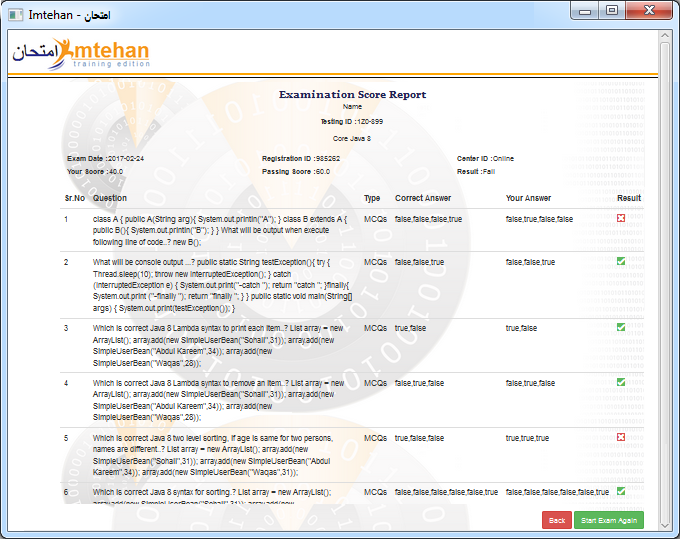 Imtehan - امتحان
امتحان Imtehan
training edition
Examination Score Report
Name
Testing ID :1Z0-899
Core Java 8
Exam Date :2017-02-24 Registration ID :985262 Center ID :Online
Your Score :40.0 Passing Score :60.0 Result :Fail
Sr.No Question Type Correct Answer Your Answer Result
1 class A { public A(String arg){ System.out.println("A"); } class B extends A { MCQs false,false,false,true false,true,false,false
public B(){ System.out.println("B"); } } What will be output when execute
following line of code..? new B();
2 What will be console output ...? public static String testException(){ try { MCQs false,false,true false,false,true
Thread.sleep(10); throw new InterruptedException(); } catch
(InterruptedException e) { System.out.print("~catch "); return "catch "; }finally{
System.out.print ("~finally "); return "finally "; } } public static void main(String[]
args) { System.out.print(testException()); }
3 Which is correct Java 8 Lambda syntax to print each item..? List array = new MCQs true,false true,false
ArrayList(); array.add(new SimpleUserBean("Sohail",31)); array.add(new
SimpleUserBean("Abdul Kareem",34)); array.add(new
SimpleUserBean("Waqas",28));
4 Which is correct Java 8 Lambda syntax to remove an item..? List array = new MCQs false,true,false false,true,false
ArrayList(); array.add(new SimpleUserBean("Sohail",31)); array.add(new
SimpleUserBean("Abdul Kareem",34)); array.add(new
SimpleUserBean("Waqas",28));
5 Which is correct Java 8 two level sorting, if age is same for two persons, MCQs true,false,false true,true,true
names are different..? List array = new ArrayList(); array.add(new
SimpleUserBean("Sohail",31)); array.add(new SimpleUserBean("Abdul
Kareem",34)); array.add(new SimpleUserBean("Waqas",31));
6 Which is correct Java 8 syntax for sorting.? List array = new ArrayList(); MCQs false,false,false,false,false,true false,false,false,false,false,true
array.add(new SimpleUserBean("Sohail",31)); array.add(new
Back Start Exam Again